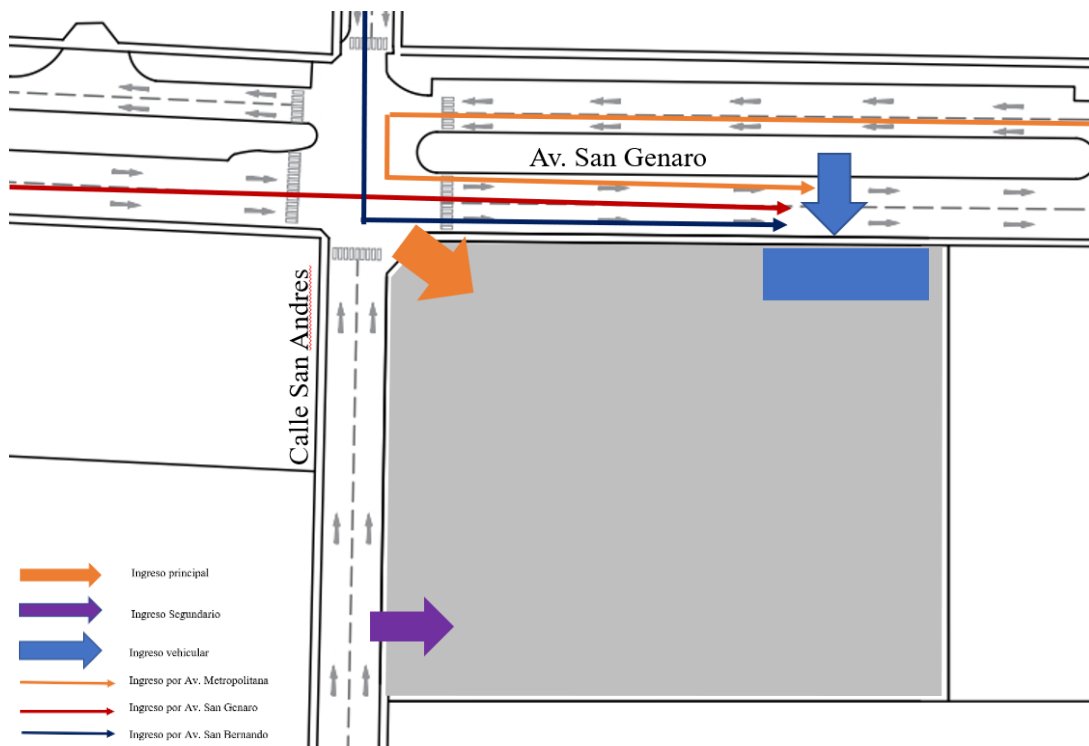 Av. San Genaro
Calle San Andres
Ingreso principal
Ingreso Segundario
Ingreso vehicular
Ingreso por Av. Metropolitana
Ingreso por Av. San Genaro
Ingreso por Av. San Bernando